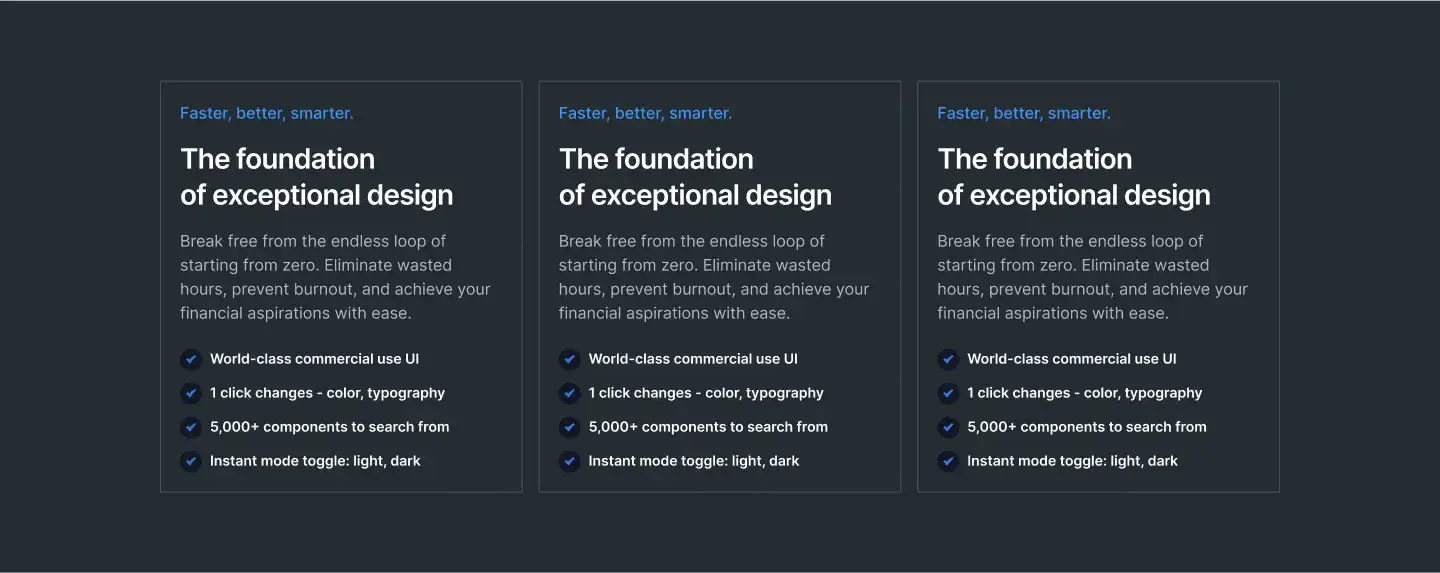 Faster, better, smarter.
The foundation
of exceptional design
Break free from the endless loop of
starting from zero. Eliminate wasted
hours, prevent burnout, and achieve your
financial aspirations with ease.
World-class commercial use UI
1 click changes - color, typography
5,000+ components to search from
Instant mode toggle: light, dark
Faster, better, smarter.
The foundation
of exceptional design
Break free from the endless loop of
starting from zero. Eliminate wasted
hours, prevent burnout, and achieve your
financial aspirations with ease.
World-class commercial use UI
1 click changes - color, typography
5,000+ components to search from
Instant mode toggle: light, dark
Faster, better, smarter.
The foundation
of exceptional design
Break free from the endless loop of
starting from zero. Eliminate wasted
hours, prevent burnout, and achieve your
financial aspirations with ease.
World-class commercial use UI
1 click changes - color, typography
5,000+ components to search from
Instant mode toggle: light, dark